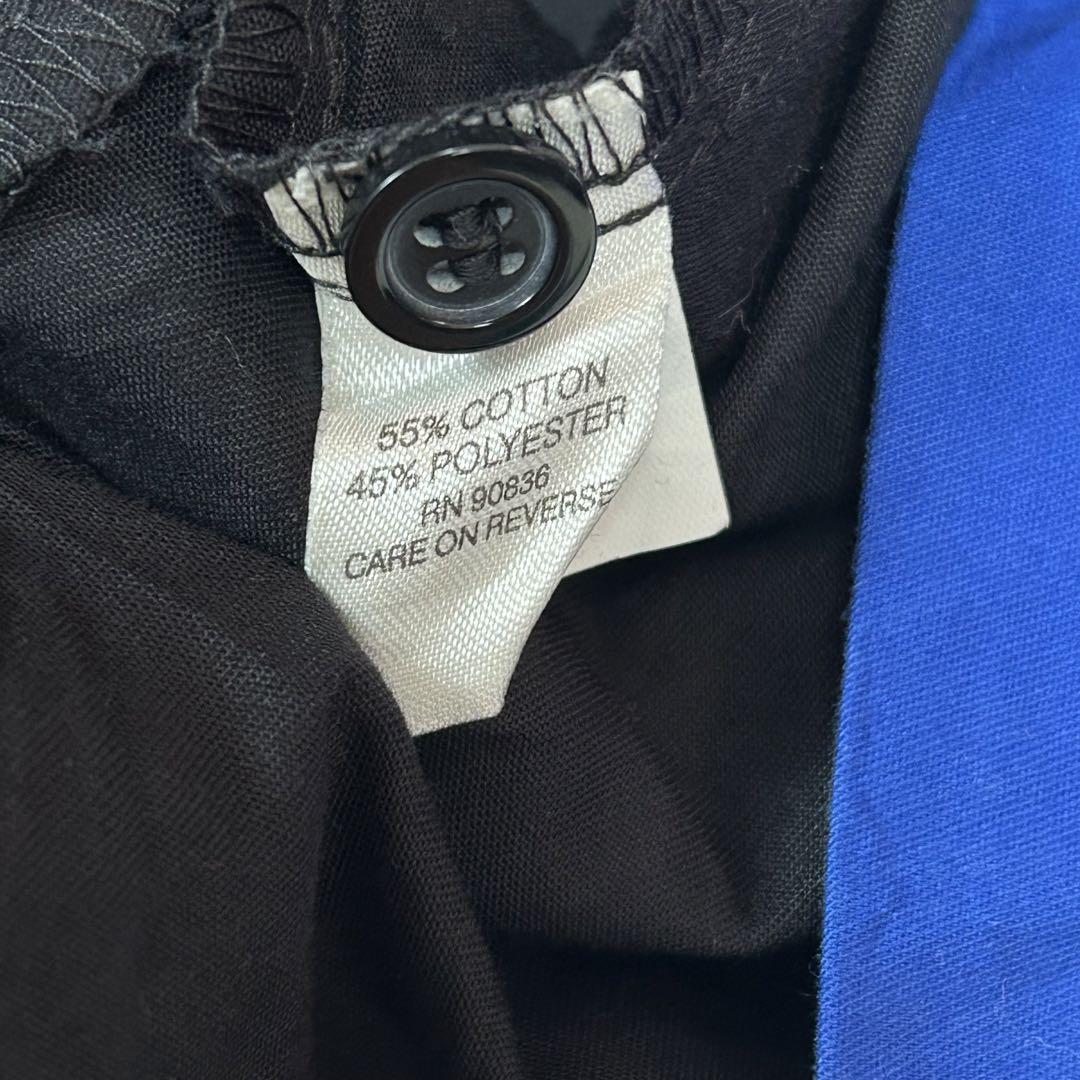 55% COTTON
45% POLYESTER
RN 90836
CARE ON REVERSE